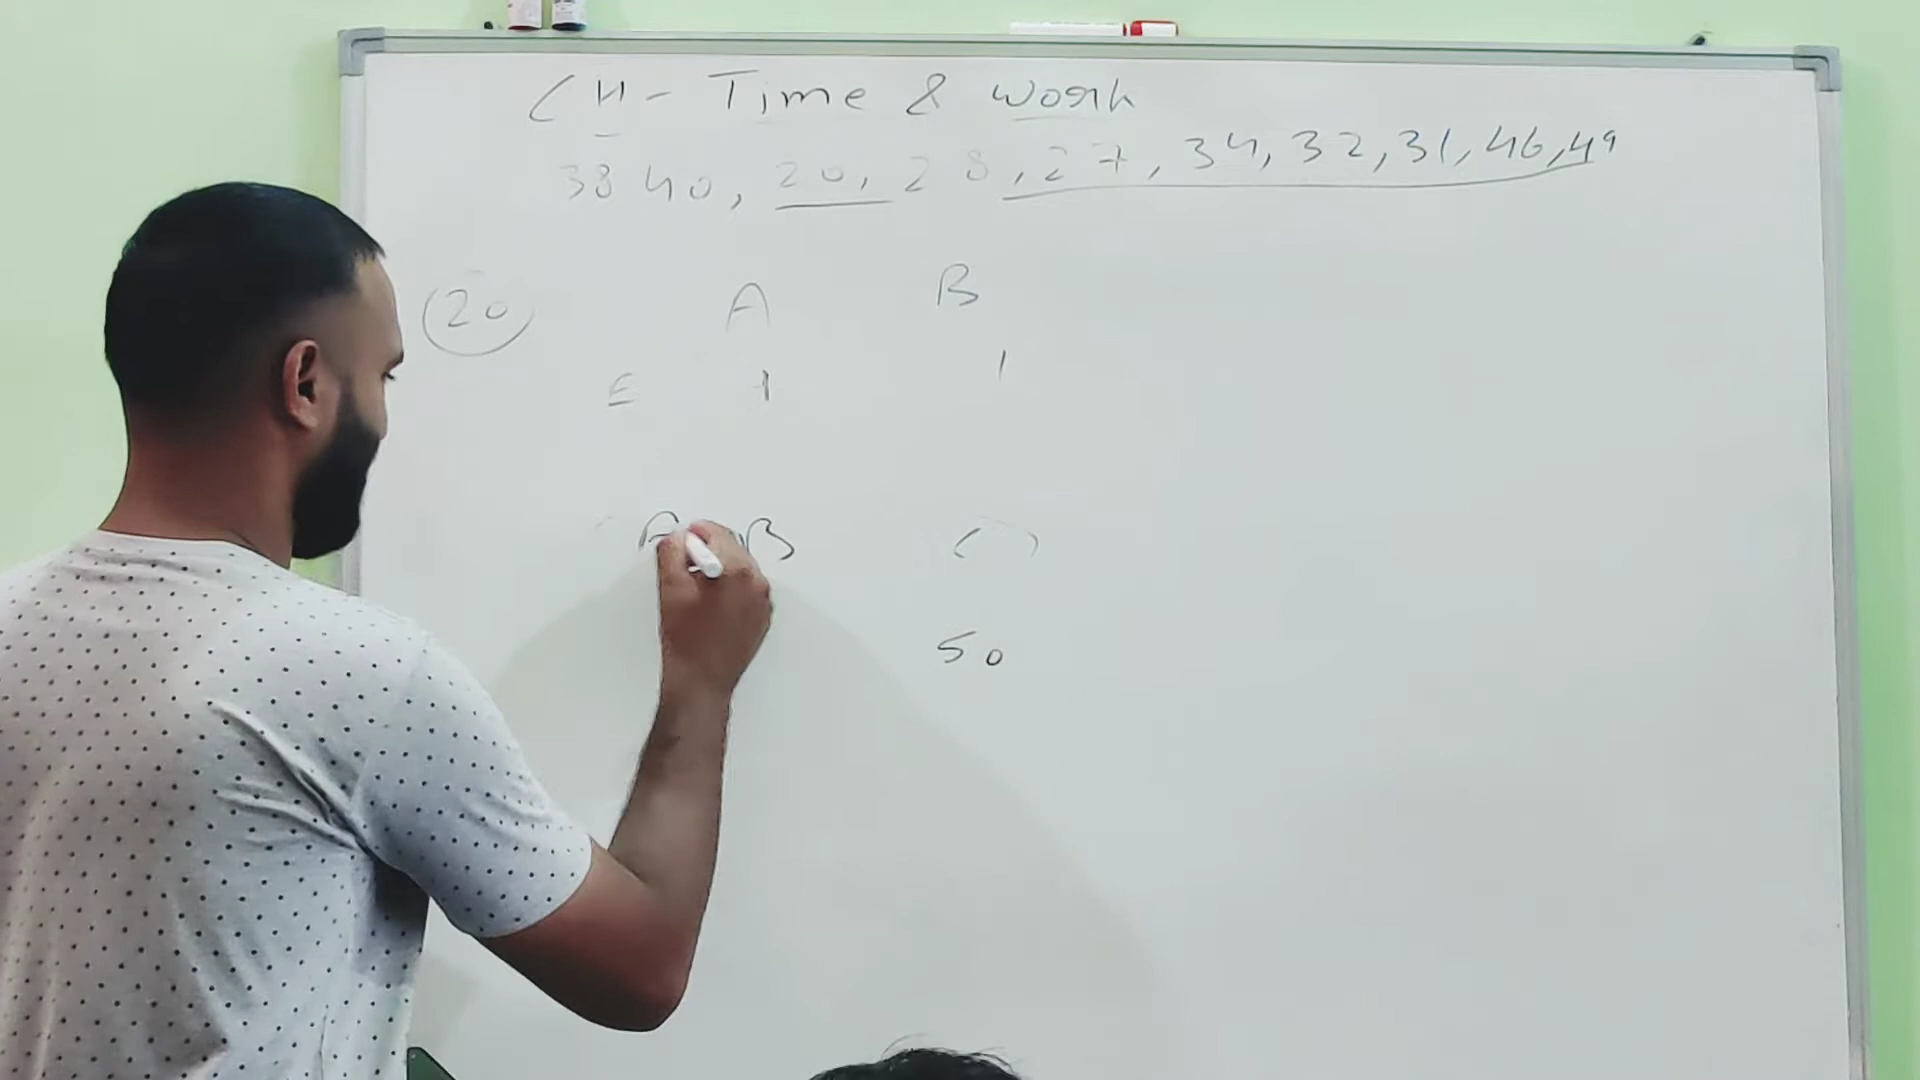 CH - Time & Work
38 40, 20, 28, 27, 34, 32, 31, 46, 49
20 A B
E 1 1
A B ( )
50